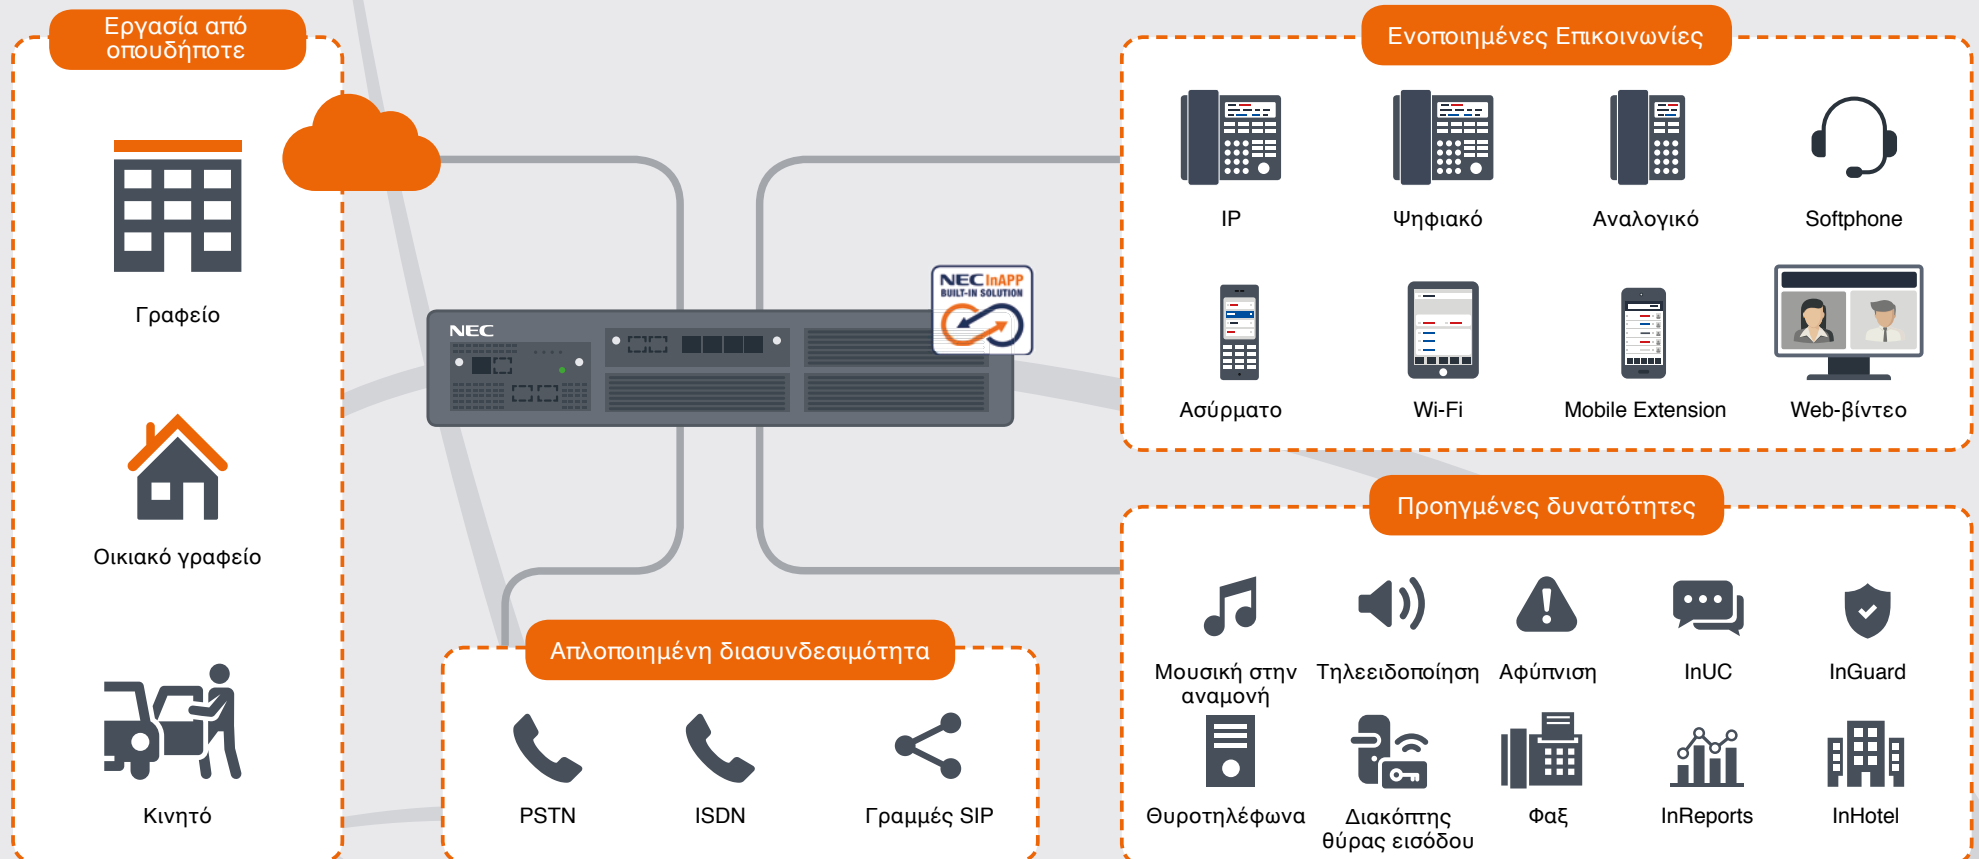 Εργασία από
οπουδήποτε
Γραφείο
Οικιακό γραφείο
Κινητό
NEC
NEC InAPP
BUILT-IN SOLUTION
Απλοποιημένη διασυνδεσιμότητα
PSTN
ISDN
Γραμμές SIP
Ενοποιημένες Επικοινωνίες
IP
Ψηφιακό
Αναλογικό
Softphone
Ασύρματο
Wi-Fi
Mobile Extension
Web-βίντεο
Προηγμένες δυνατότητες
Μουσική στην
αναμονή
Τηλεειδοποίηση
Αφύπνιση
InUC
InGuard
Θυροτηλέφωνα
Διακόπτης
θύρας εισόδου
Φαξ
InReports
InHotel